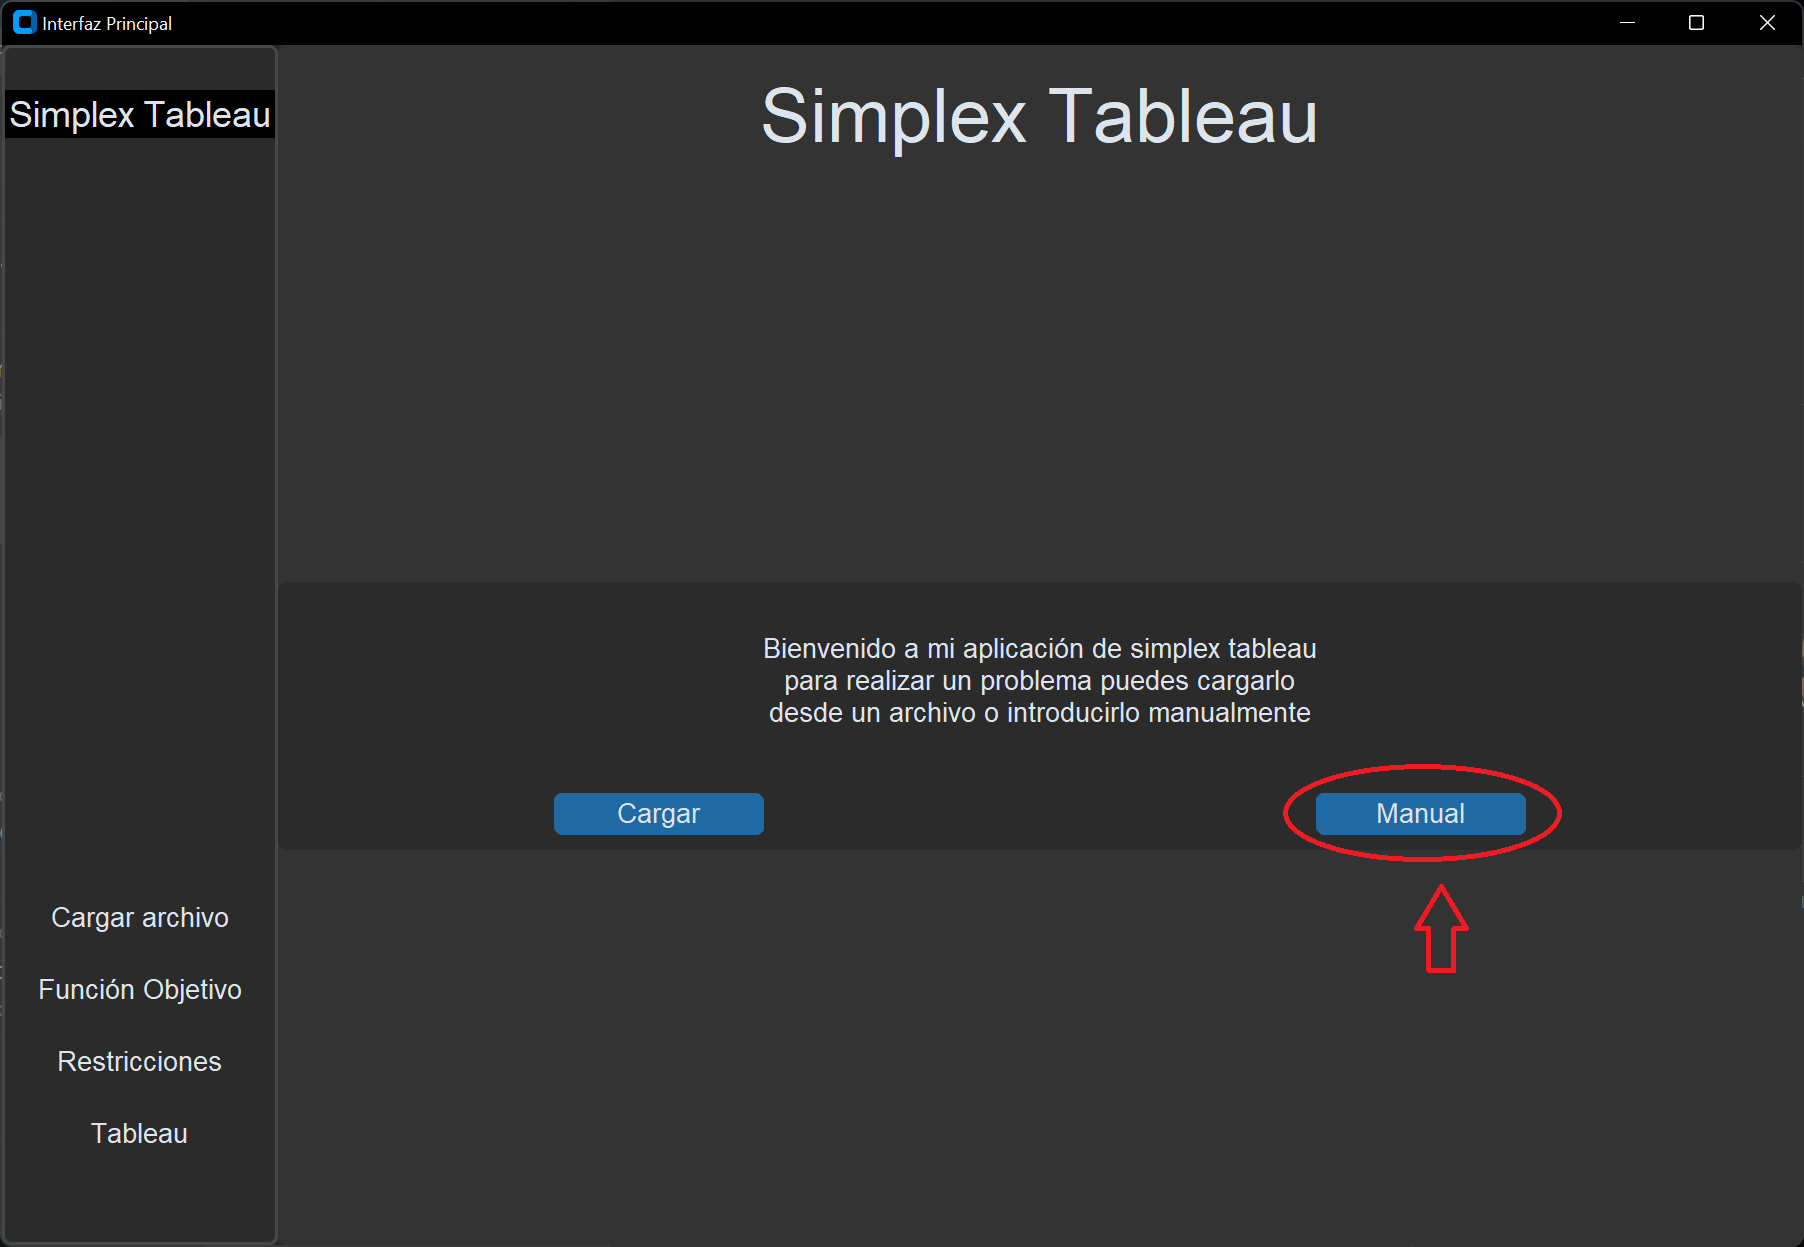 Interfaz Principal
Simplex Tableau
Simplex Tableau
Bienvenido a mi aplicación de simplex tableau
para realizar un problema puedes cargarlo
desde un archivo o introducirlo manualmente
Cargar
Manual
Cargar archivo
Función Objetivo
Restricciones
Tableau